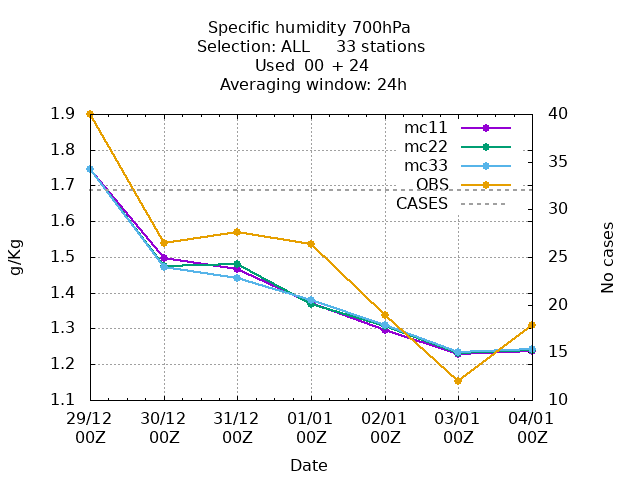 Specific humidity 700hPa
Selection: ALL 33 stations
Used 00 + 24
Averaging window: 24h
1.9
1.8
1.7
1.6
1.5
1.4
1.3
1.2
1.1
g/Kg
mc11
mc22
mc33
OBS
CASES
40
35
30
25
20
15
10
No cases
29/12 30/12 31/12 01/01 02/01 03/01 04/01
00Z 00Z 00Z 00Z 00Z 00Z 00Z
Date